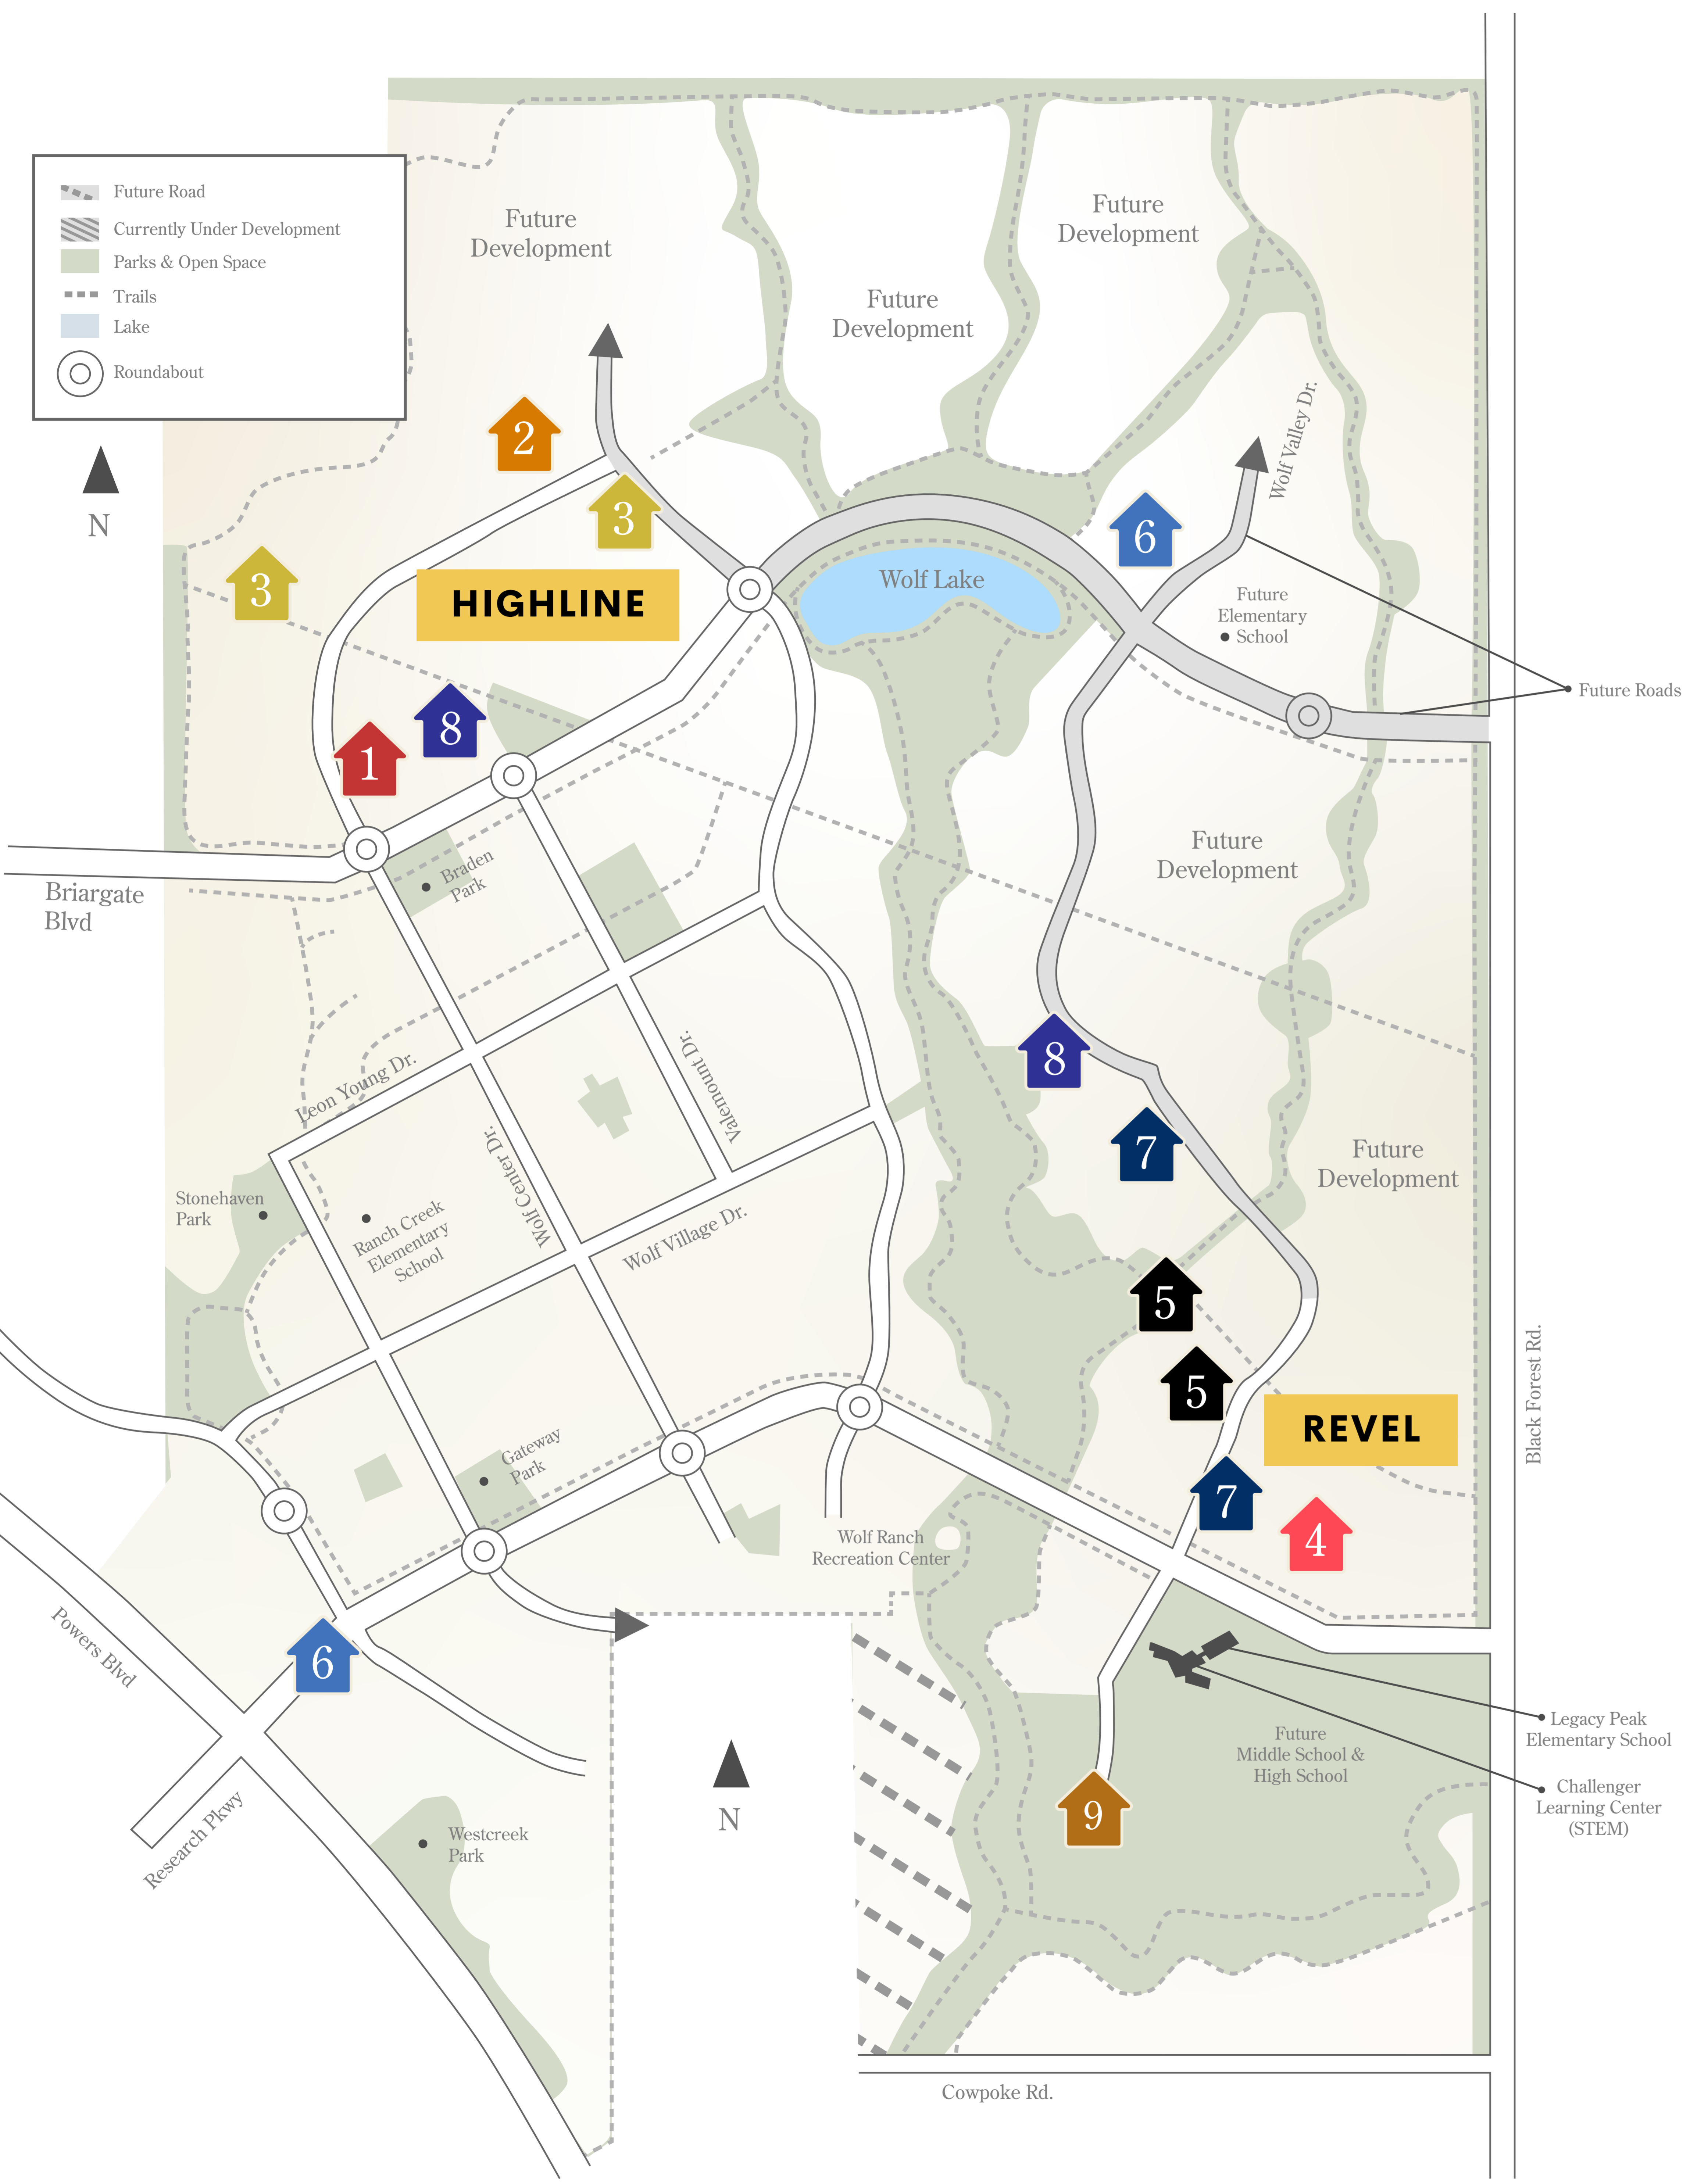 Future Road
Currently Under Development
Parks & Open Space
Trails
Lake
Roundabout
N
Future
Development
Future
Development
Future
Development
2
3
3
HIGHLINE
Wolf Lake
6
Wolf Valley Dr.
Future
Elementary
School
Future Roads
8
1
Braden
Park
Briargate
Blvd
Future
Development
Leon Young Dr.
Valemount Dr.
Wolf Center Dr.
8
7
Future
Development
Stonehaven
Park
Ranch Creek
Elementary
School
Wolf Village Dr.
5
5
REVEL
Black Forest Rd.
Gateway
Park
7
4
Wolf Ranch
Recreation Center
Powers Blvd
6
Research Pkwy
N
Future
Middle School &
High School
Legacy Peak
Elementary School
Challenger
Learning Center
(STEM)
9
Westcreek
Park
Cowpoke Rd.